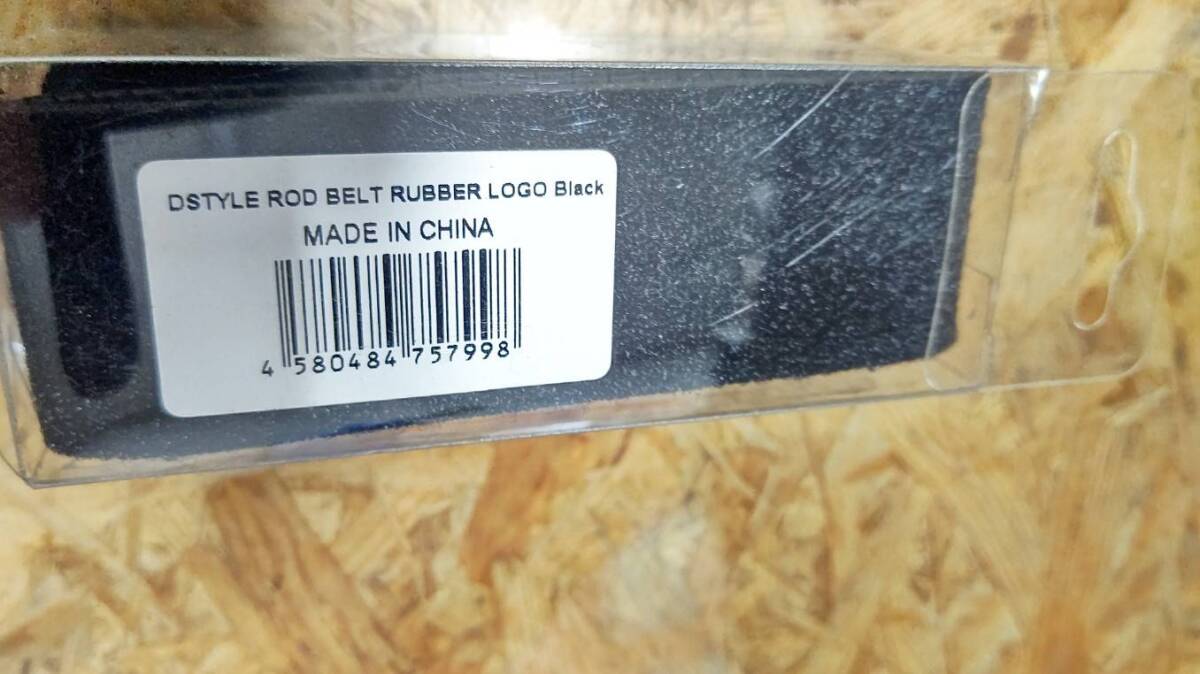 DSTYLE ROD BELT RUBBER LOGO Black
MADE IN CHINA
4 580484 757998